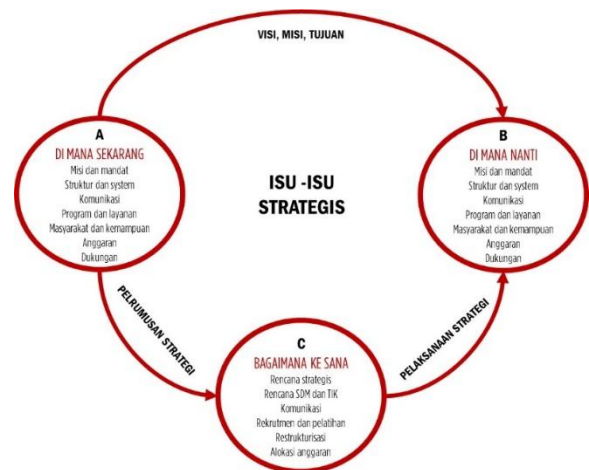 VISI, MISI, TUJUAN
A
DI MANA SEKARANG
Misi dan mandat
Struktur dan system
Komunikasi
Program dan layanan
Masyarakat dan kemampuan
Anggaran
Dukungan
ISU -ISU
STRATEGIS
B
DI MANA NANTI
Misi dan mandat
Struktur dan system
Komunikasi
Program dan layanan
Masyarakat dan kemampuan
Anggaran
Dukungan
PELRUMUSAN STRATEGI
PELAKSANAAN STRATEGI
C
BAGAIMANA KE SANA
Rencana strategis
Rencana SDM dan TIK
Komunikasi
Rekrutmen dan pelatihan
Restrukturisasi
Alokasi anggaran